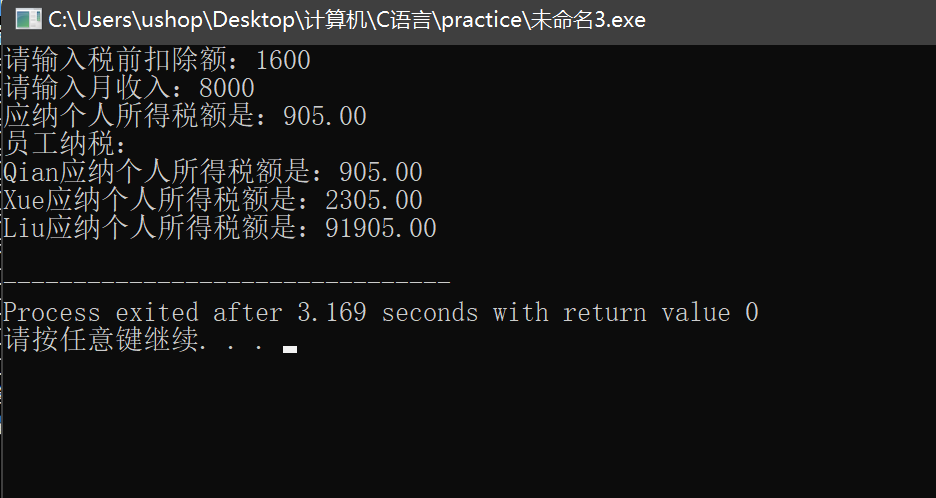 C:\Users\ushop\Desktop\计算机\C语言\practice\未命名3.exe
请输入税前扣除额：1600
请输入月收入：8000
应纳个人所得税额是：905.00
员工纳税：
Qian应纳个人所得税额是：905.00
Xue应纳个人所得税额是：2305.00
Liu应纳个人所得税额是：91905.00
--------------------------------
Process exited after 3.169 seconds with return value 0
请按任意键继续. . .